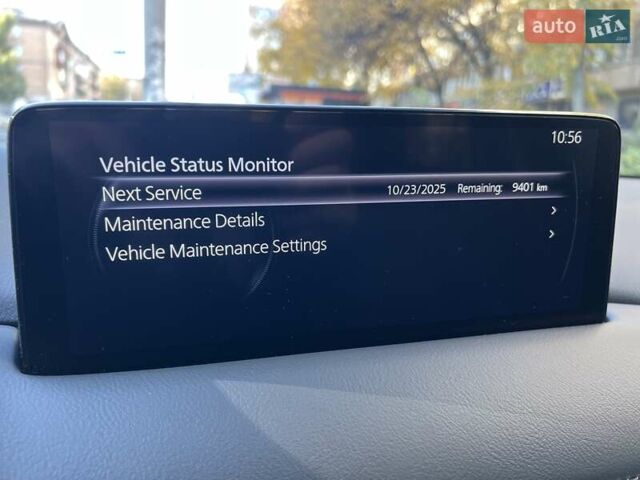 auto RIA
.com
10:56
Vehicle Status Monitor
Next Service 10/23/2025 Remaining: 9401 km
Maintenance Details >
Vehicle Maintenance Settings >